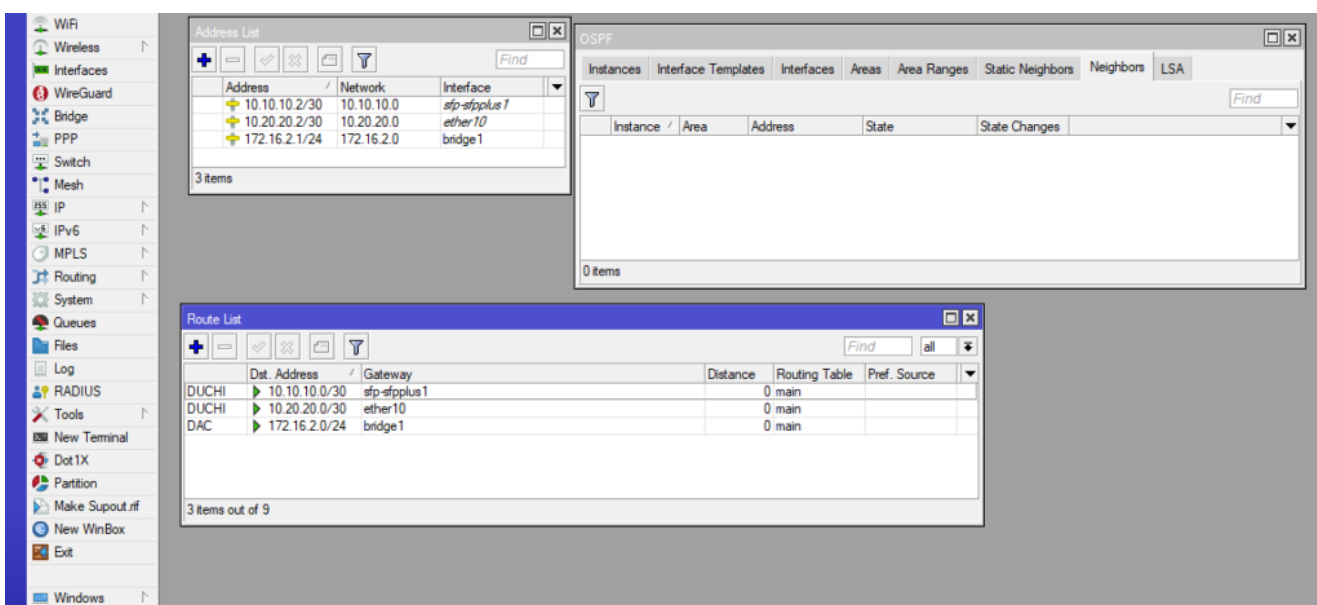 WiFi
Wireless
Interfaces
WireGuard
Bridge
PPP
Switch
Mesh
IP
IPv6
MPLS
Routing
System
Queues
Files
Log
RADIUS
Tools
New Terminal
Dot1X
Partition
Make Supout.rif
New WinBox
Exit
Windows
Address List
Find
Address Network Interface
10.10.10.2/30 10.10.10.0 sfp-sfpplus1
10.20.20.2/30 10.20.20.0 ether10
172.16.2.1/24 172.16.2.0 bridge1
3 items
OSPF
Instances Interface Templates Interfaces Areas Area Ranges Static Neighbors Neighbors LSA
Find
Instance Area Address State State Changes
0 items
Route List
Find all
Dst. Address Gateway Distance Routing Table Pref. Source
DUCHI 10.10.10.0/30 sfp-sfpplus1 0 main
DUCHI 10.20.20.0/30 ether10 0 main
DAC 172.16.2.0/24 bridge1 0 main
3 items out of 9